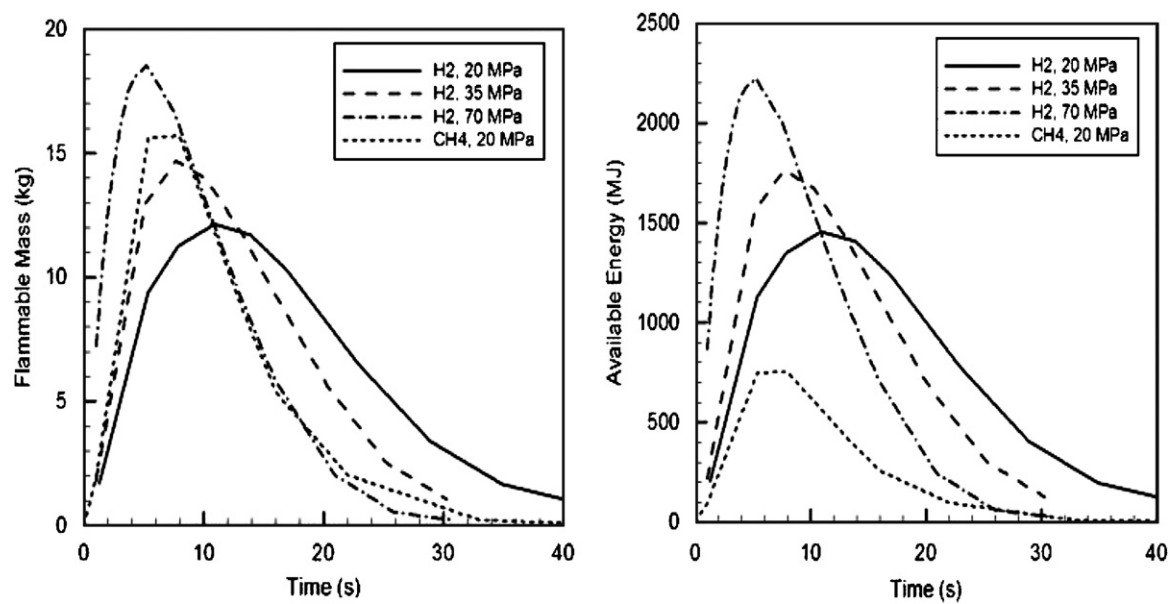 20
15
10
5
0
Flammable Mass (kg)
H2, 20 MPa
H2, 35 MPa
H2, 70 MPa
CH4, 20 MPa
0
10
20
30
40
Time (s)
2500
2000
1500
1000
500
0
Available Energy (MJ)
H2, 20 MPa
H2, 35 MPa
H2, 70 MPa
CH4, 20 MPa
0
10
20
30
40
Time (s)